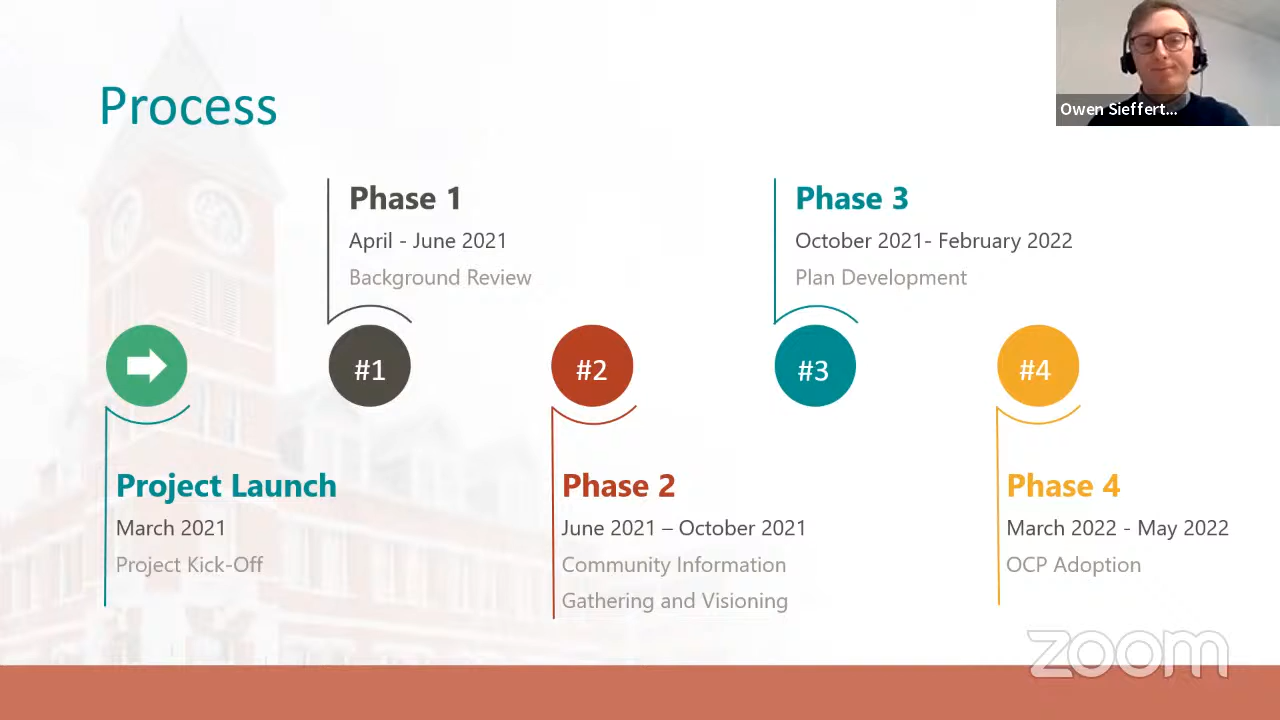 Process
Owen Sieffert...
Phase 1
April - June 2021
Background Review
Phase 3
October 2021- February 2022
Plan Development
#1
#2
#3
#4
Project Launch
March 2021
Project Kick-Off
Phase 2
June 2021 – October 2021
Community Information
Gathering and Visioning
Phase 4
March 2022 - May 2022
OCP Adoption
zoom